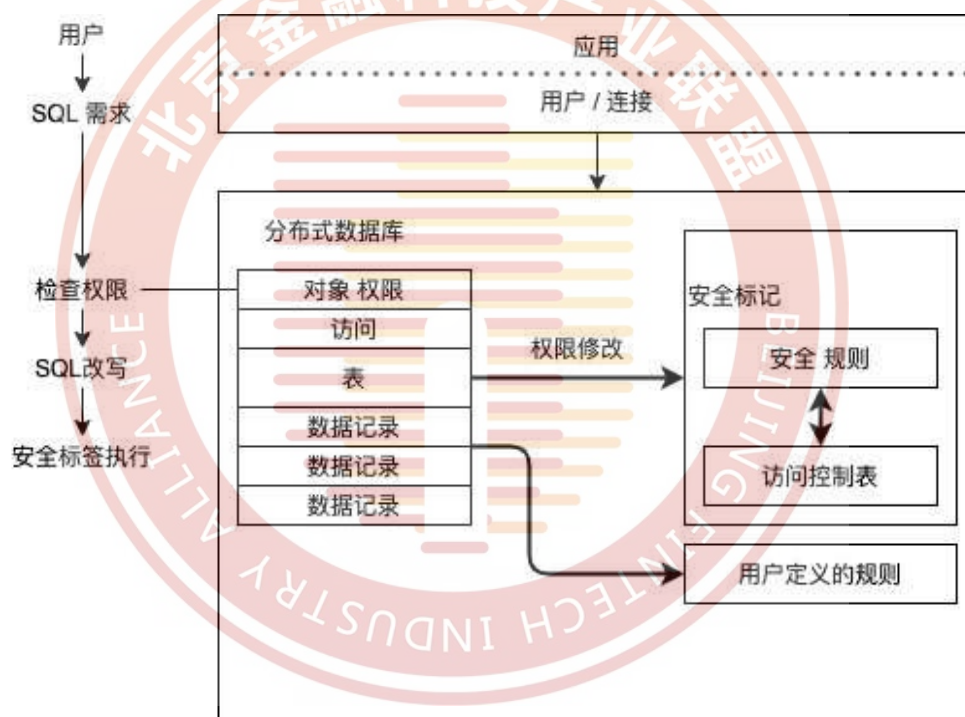 用户
SQL 需求
检查权限
SQL改写
安全标签执行
应用
用户 / 连接
分布式数据库
对象 权限
访问
表
数据记录
数据记录
数据记录
权限修改
安全标记
安全 规则
访问控制表
用户定义的规则
北京金融科技产业联盟
BEIJING FINTECH INDUSTRY ALLIANCE